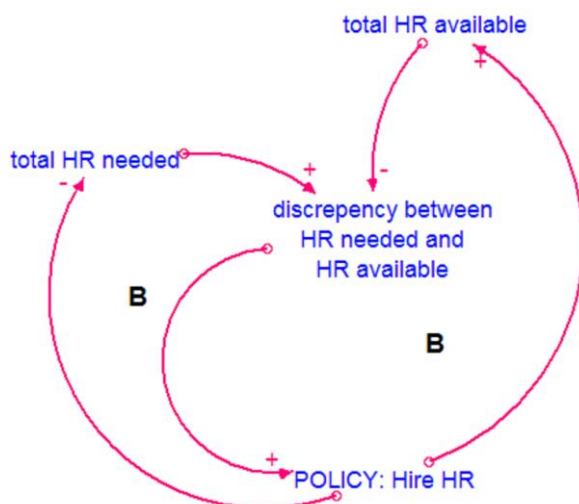 total HR available
+
total HR needed
-
+
-
discrepency between
HR needed and
HR available
B
B
+
POLICY: Hire HR